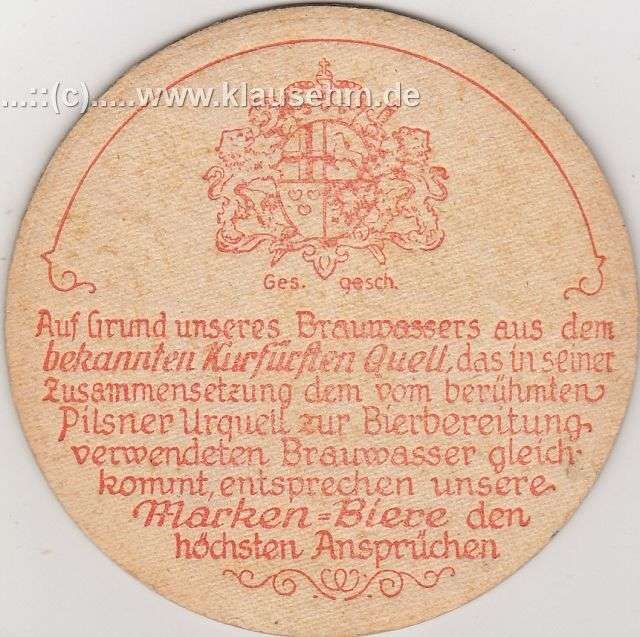 ...::(c).....www.klausehm.de
Ges. gesch.
Auf Grund unseres Brauwassers aus dem
bekannten Kurfürsten Quell, das in seiner
Zusammensetzung dem vom berühmten
Pilsner Urquell zur Bierbereitung
verwendeten Brauwasser gleich-
kommt, entsprechen unsere
Marken=Biere den
höchsten Ansprüchen